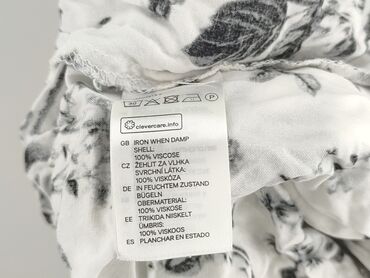 30 P
clevercare.info
GB IRON WHEN DAMP
SHELL:
100% VISCOSE
CZ ŽEHLIT ZA VLHKA
SVRCHNÍ LÁTKA:
100% VISKÓZA
DE IN FEUCHTEM ZUSTAND
BÜGELN
OBERMATERIAL:
100% VISKOSE
EE TRIIKIDA NIISKELT
ÜMBRIS:
100% VISKOOS
ES PLANCHAR EN ESTADO